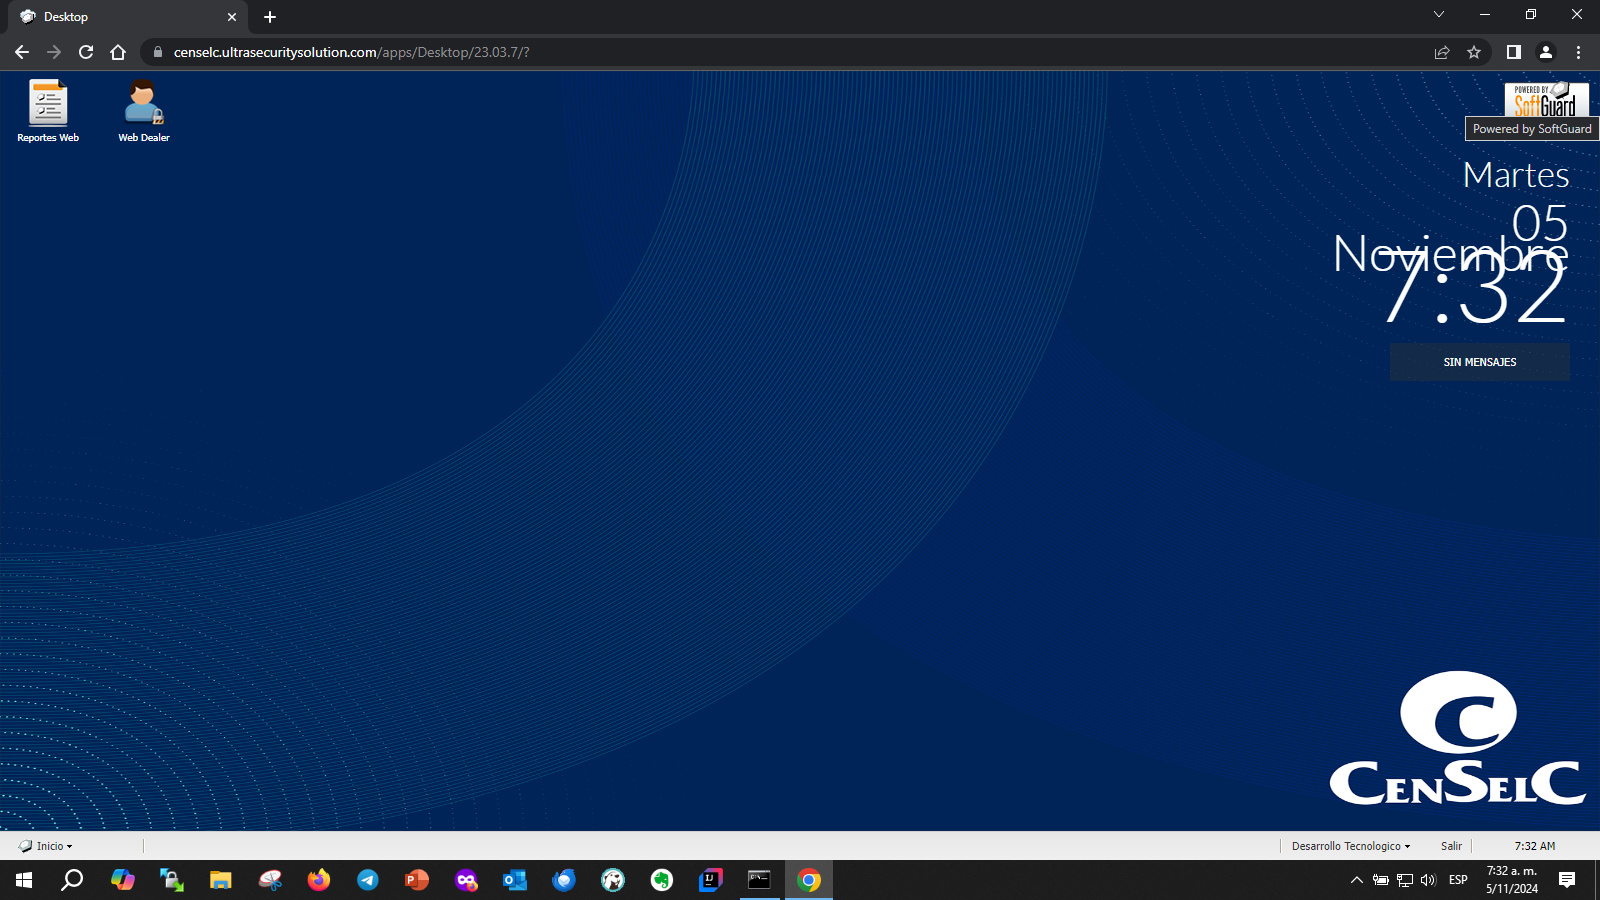 Desktop
censelc.ultrasecuritysolution.com/apps/Desktop/23.03.7/?
Reportes Web
Web Dealer
POWERED BY
SoftGuard
Powered by SoftGuard
Martes
05
Noviembre
7:32
SIN MENSAJES
C
CENSELC
Inicio
Desarrollo Tecnologico
Salir
7:32 AM
ESP
7:32 a. m.
5/11/2024